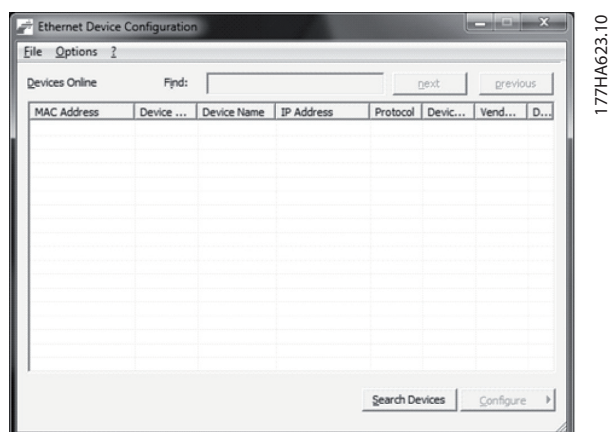 Ethernet Device Configuration
File Options ?
Devices Online Find: next previous
MAC Address Device ... Device Name IP Address Protocol Devic... Vend... D...
Search Devices Configure
177HA623.10